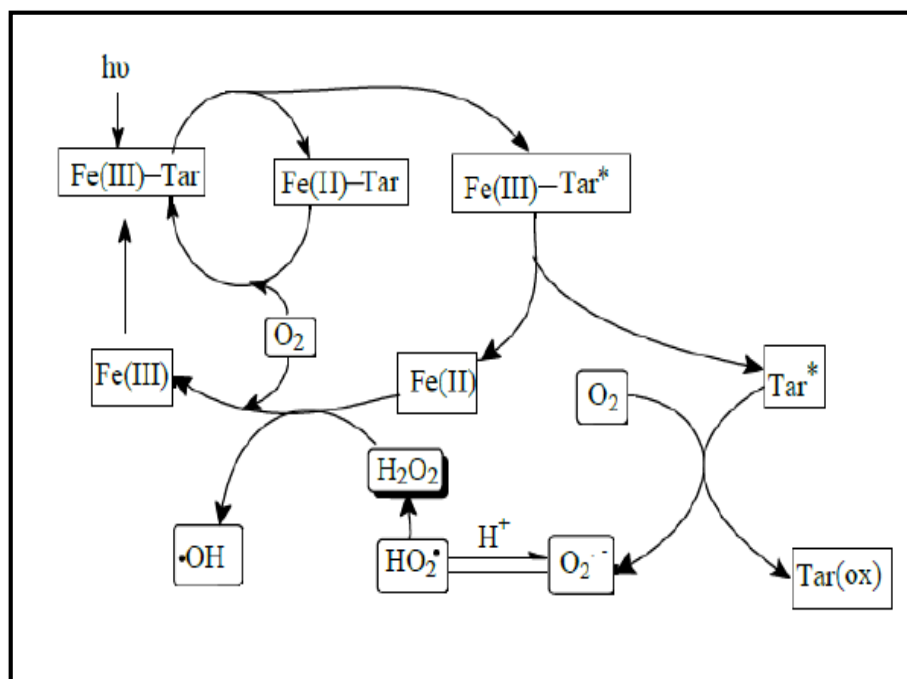 hυ
Fe(III)–Tar
Fe(II)–Tar
Fe(III)–Tar*
O₂
Fe(III)
Fe(II)
Tar*
O₂
H₂O₂
•OH
HO₂•
H⁺
O₂·⁻
Tar(ox)